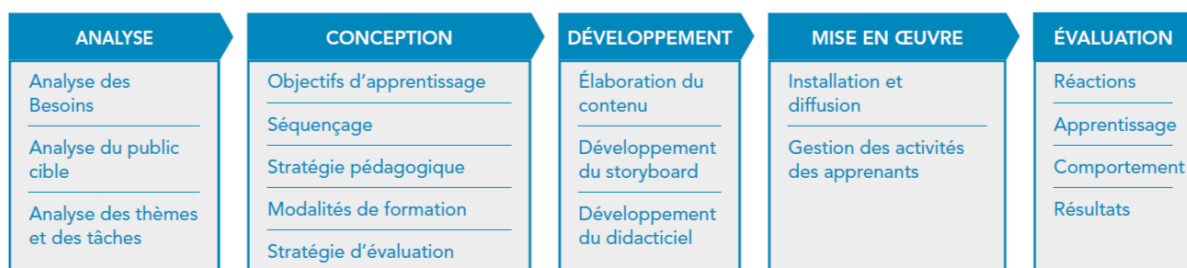 ANALYSE
Analyse des
Besoins
Analyse du public
cible
Analyse des thèmes
et des tâches
CONCEPTION
Objectifs d'apprentissage
Séquençage
Stratégie pédagogique
Modalités de formation
Stratégie d'évaluation
DÉVELOPPEMENT
Élaboration du
contenu
Développement
du storyboard
Développement
du didacticiel
MISE EN ŒUVRE
Installation et
diffusion
Gestion des activités
des apprenants
ÉVALUATION
Réactions
Apprentissage
Comportement
Résultats